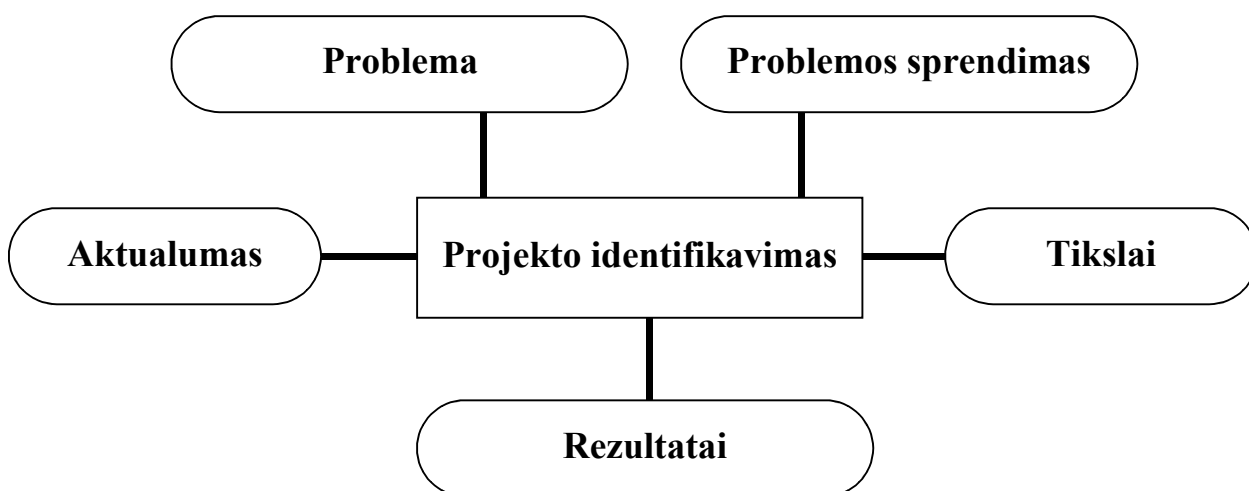 Problema
Problemos sprendimas
Aktualumas
Projekto identifikavimas
Tikslai
Rezultatai